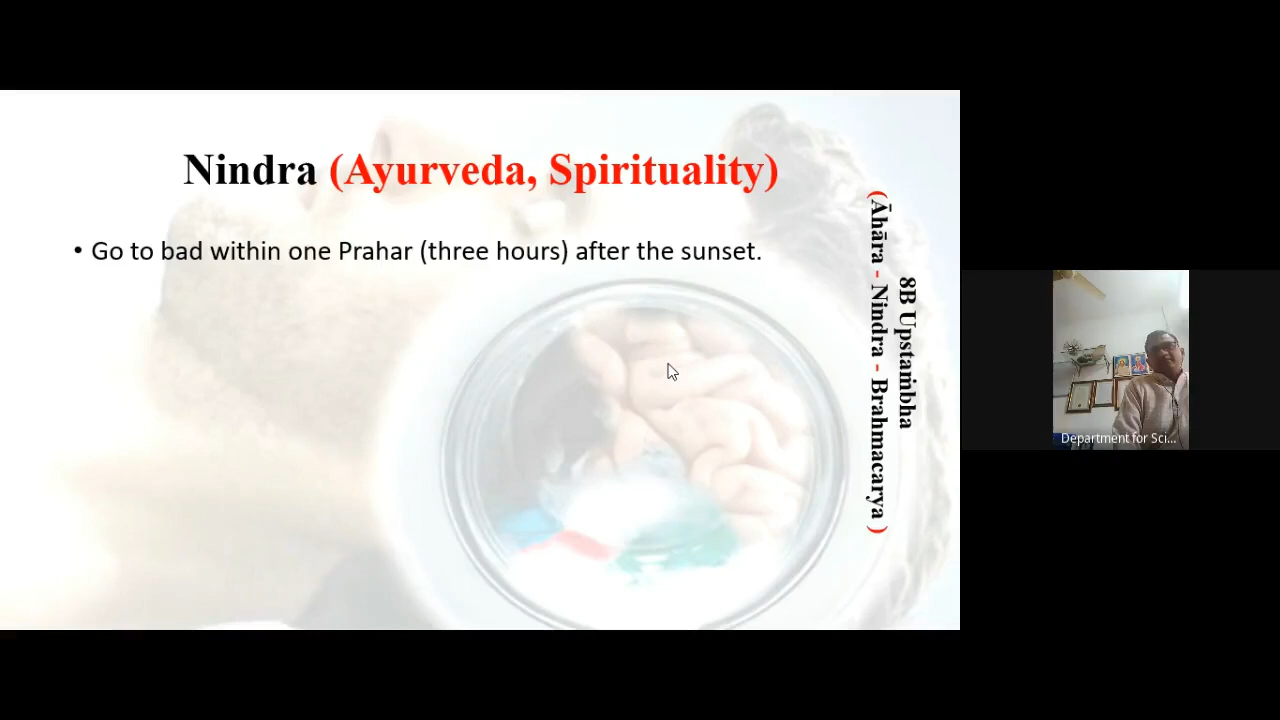 Nindra (Ayurveda, Spirituality)
• Go to bad within one Prahar (three hours) after the sunset.
8B Upstaṁbha
(Āhāra - Nindra - Brahmacarya )
Department for Sci...